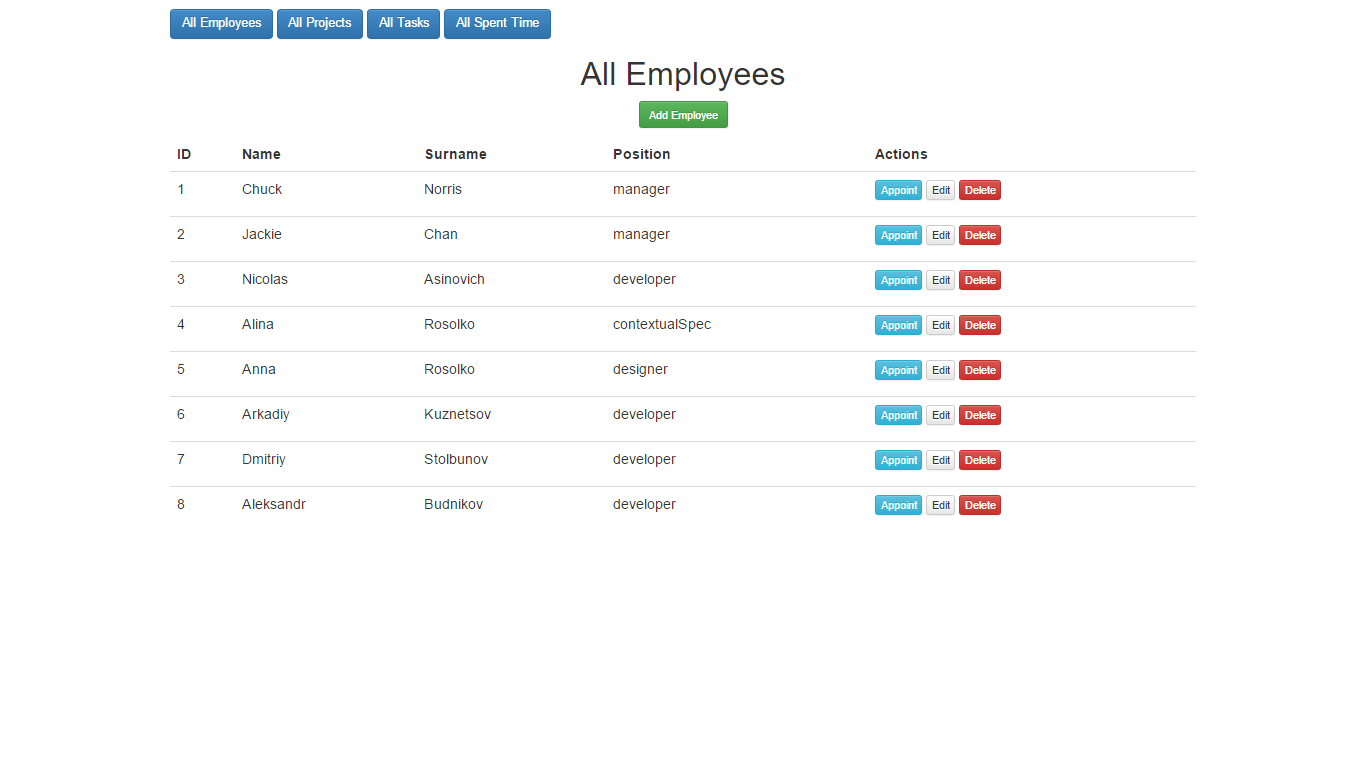 All Employees All Projects All Tasks All Spent Time
All Employees
Add Employee
ID Name Surname Position Actions
1 Chuck Norris manager Appoint Edit Delete
2 Jackie Chan manager Appoint Edit Delete
3 Nicolas Asinovich developer Appoint Edit Delete
4 Alina Rosolko contextualSpec Appoint Edit Delete
5 Anna Rosolko designer Appoint Edit Delete
6 Arkadiy Kuznetsov developer Appoint Edit Delete
7 Dmitriy Stolbunov developer Appoint Edit Delete
8 Aleksandr Budnikov developer Appoint Edit Delete